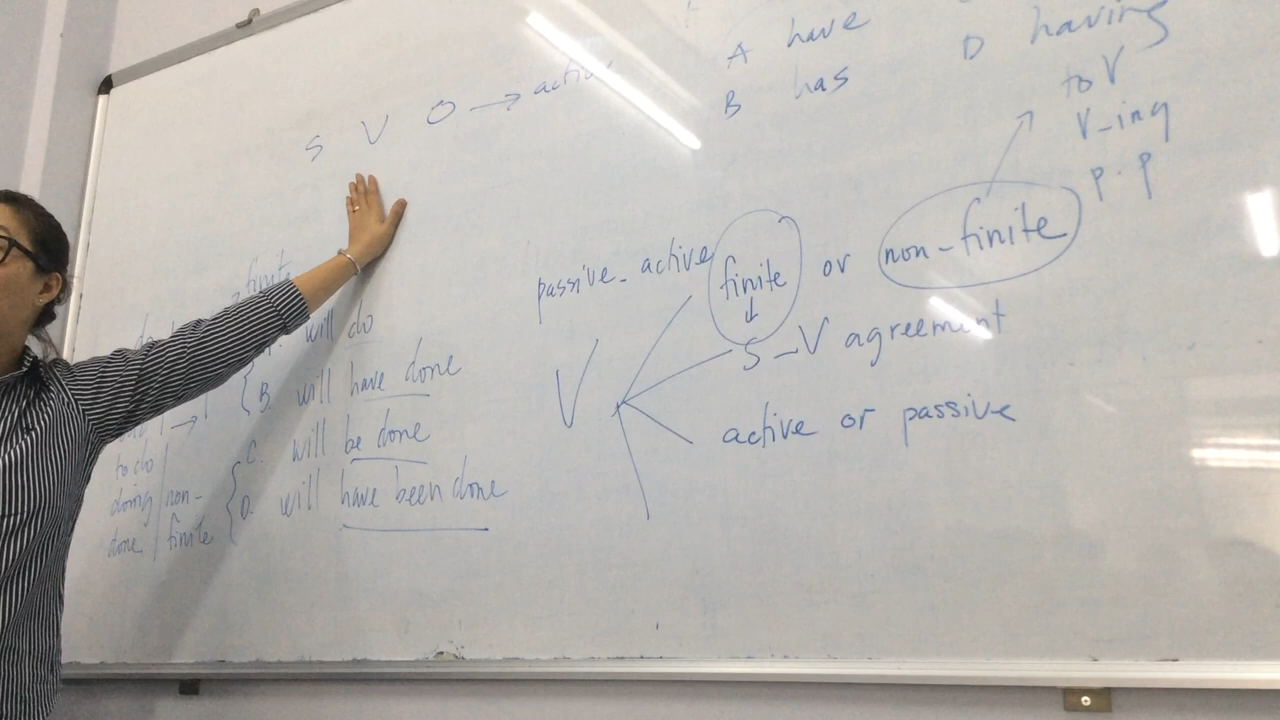 A have
B has
D having
S V O → active
to V
V-ing
p.p
passive - active
finite or non-finite
↓
S-V agreement
V
active or passive
finite
will do
B. will have done
C. will be done
D. will have been done
to do
doing
done
non-
finite